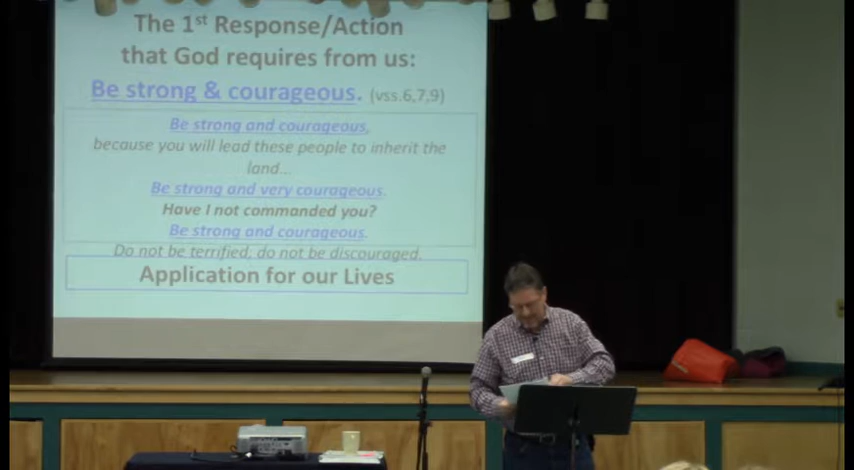 The 1st Response/Action
that God requires from us:
Be strong & courageous. (vss.6,7,9)
Be strong and courageous,
because you will lead these people to inherit the
land...
Be strong and very courageous.
Have I not commanded you?
Be strong and courageous.
Do not be terrified; do not be discouraged.
Application for our Lives